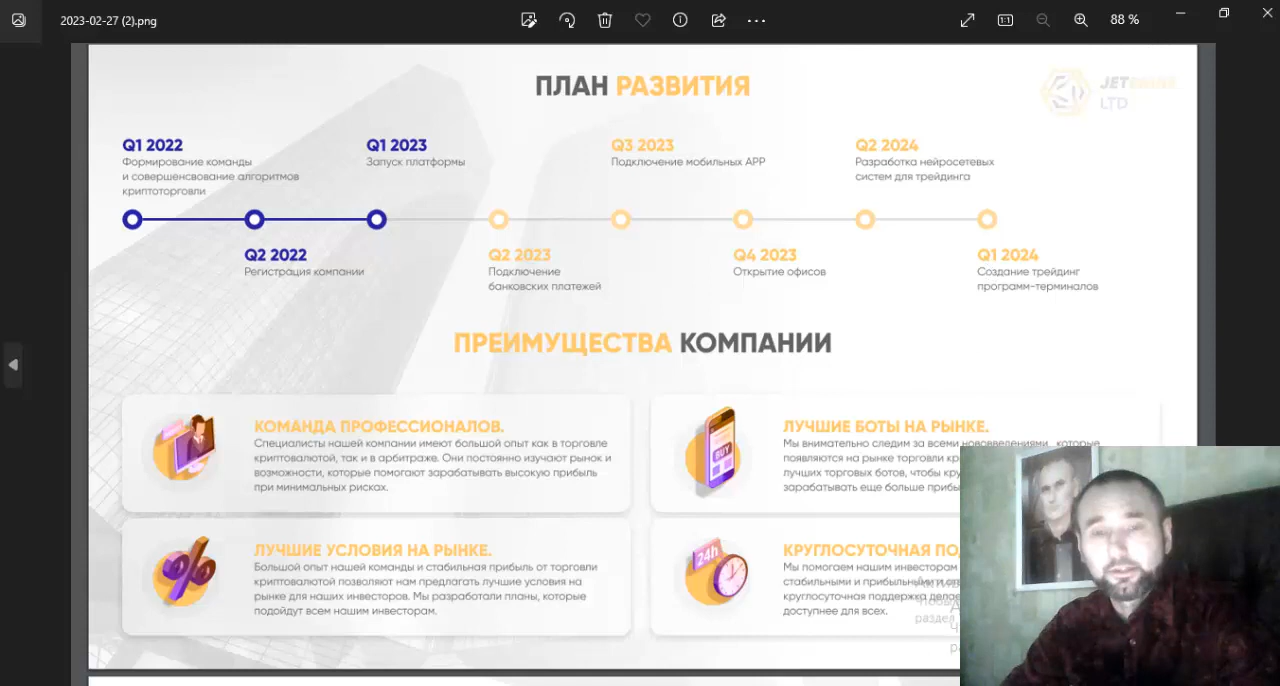 2023-02-27 (2).png
88 %
ПЛАН РАЗВИТИЯ
LTD
Q1 2022
Формирование команды
и совершенсвование алгоритмов
криптоторговли
Q1 2023
Запуск платформы
Q3 2023
Подключение мобильных APP
Q2 2024
Разработка нейросетевых
систем для трейдинга
Q2 2022
Регистрация компании
Q2 2023
Подключение
банковских платежей
Q4 2023
Открытие офисов
Q1 2024
Создание трейдинг
программ-терминалов
ПРЕИМУЩЕСТВА КОМПАНИИ
КОМАНДА ПРОФЕССИОНАЛОВ.
Специалисты нашей компании имеют большой опыт как в торговле
криптовалютой, так и в арбитраже. Они постоянно изучают рынок и
возможности, которые помогают зарабатывать высокую прибыль
при минимальных рисках.
BUY
ЛУЧШИЕ БОТЫ НА РЫНКЕ.
Мы внимательно следим за всеми нововведениями, которые
появляются на рынке торговли
лучших торговых ботов, чтобы
зарабатывать еще больше
ЛУЧШИЕ УСЛОВИЯ НА РЫНКЕ.
Большой опыт нашей команды и стабильная прибыль от торговли
криптовалютой позволяют нам предлагать лучшие условия на
рынке для наших инвесторов. Мы разработали планы, которые
подойдут всем нашим инвесторам.
24h
КРУГЛОСУТОЧНАЯ
Мы помогаем нашим инвесторам
стабильными и
круглосуточная поддержка
доступнее для всех.
раздел